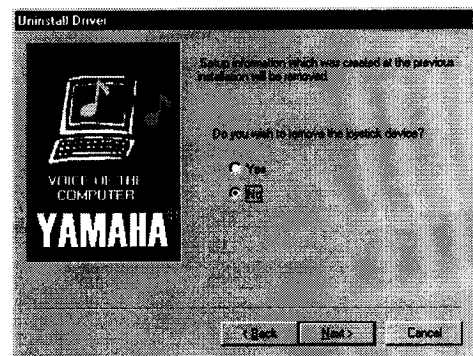 Uninstall Driver
Setup information which was created at the previous
installation will be removed.
Do you wish to remove the joystick device?
Yes
No
VOICE OF THE
COMPUTER
YAMAHA
< Back
Next >
Cancel